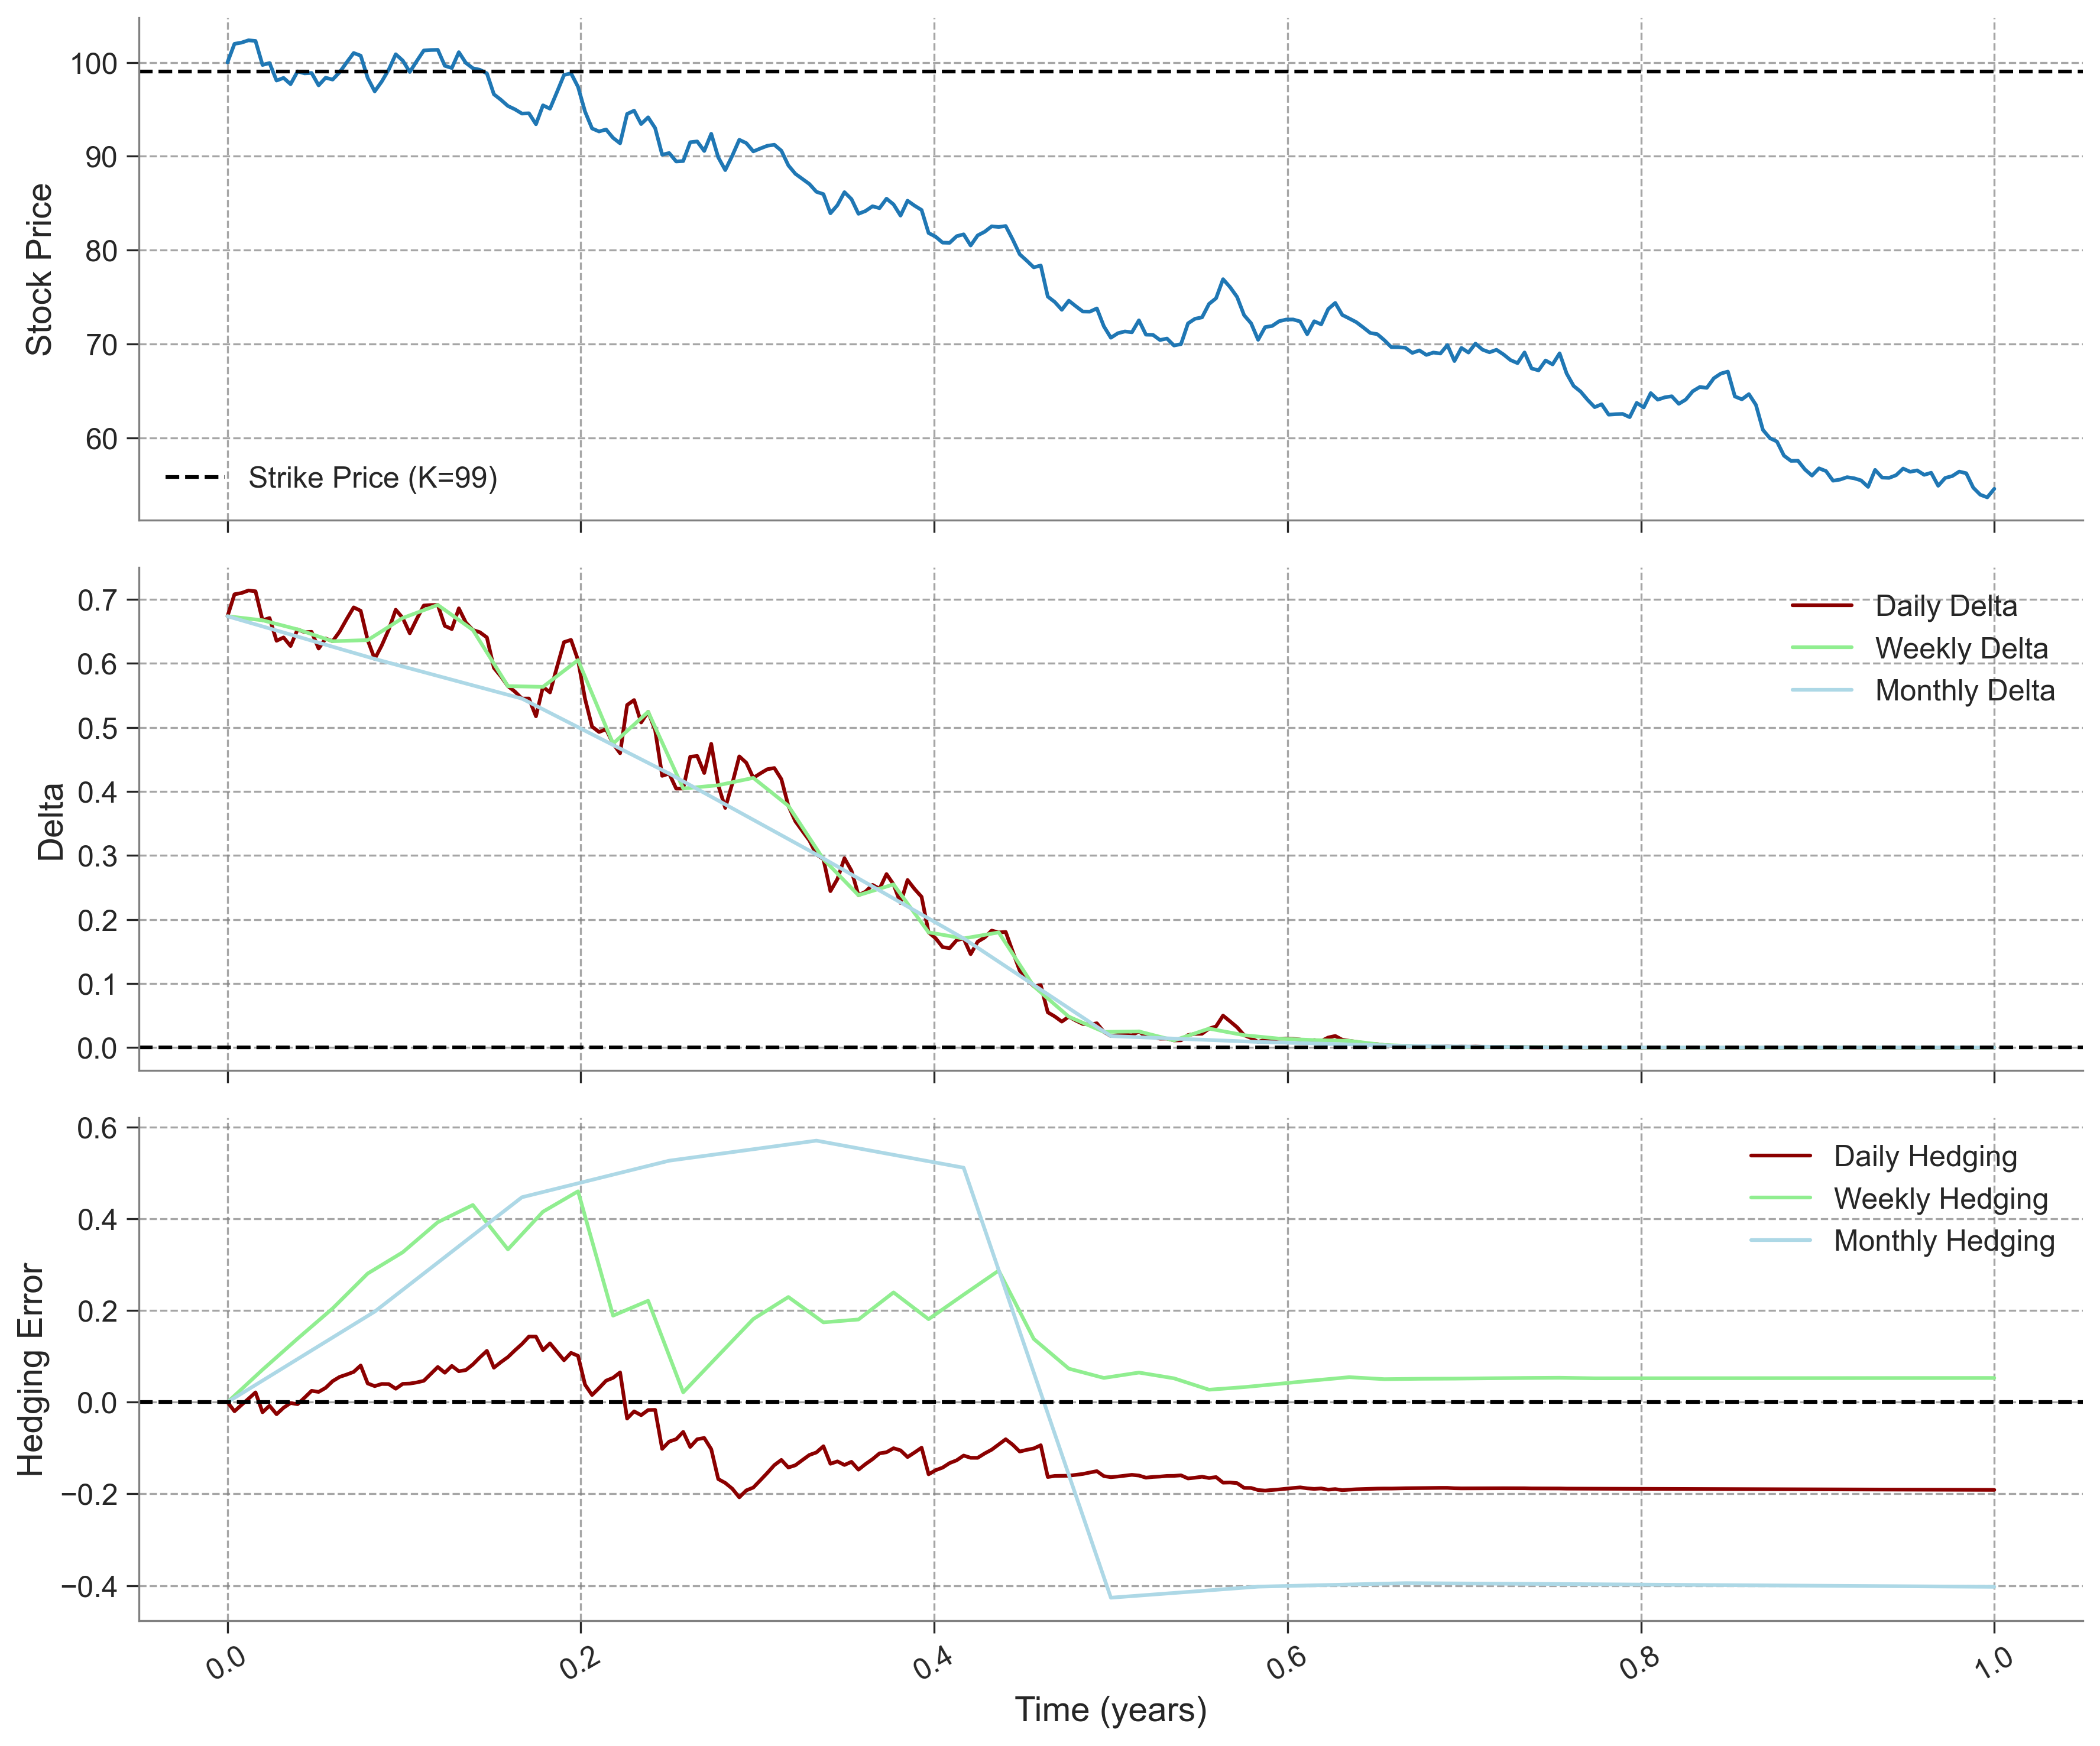 100
90
80
70
60
Stock Price
Strike Price (K=99)
0.7
0.6
0.5
0.4
0.3
0.2
0.1
0.0
Delta
Daily Delta
Weekly Delta
Monthly Delta
0.6
0.4
0.2
0.0
−0.2
−0.4
Hedging Error
Daily Hedging
Weekly Hedging
Monthly Hedging
0.0 0.2 0.4 0.6 0.8 1.0
Time (years)